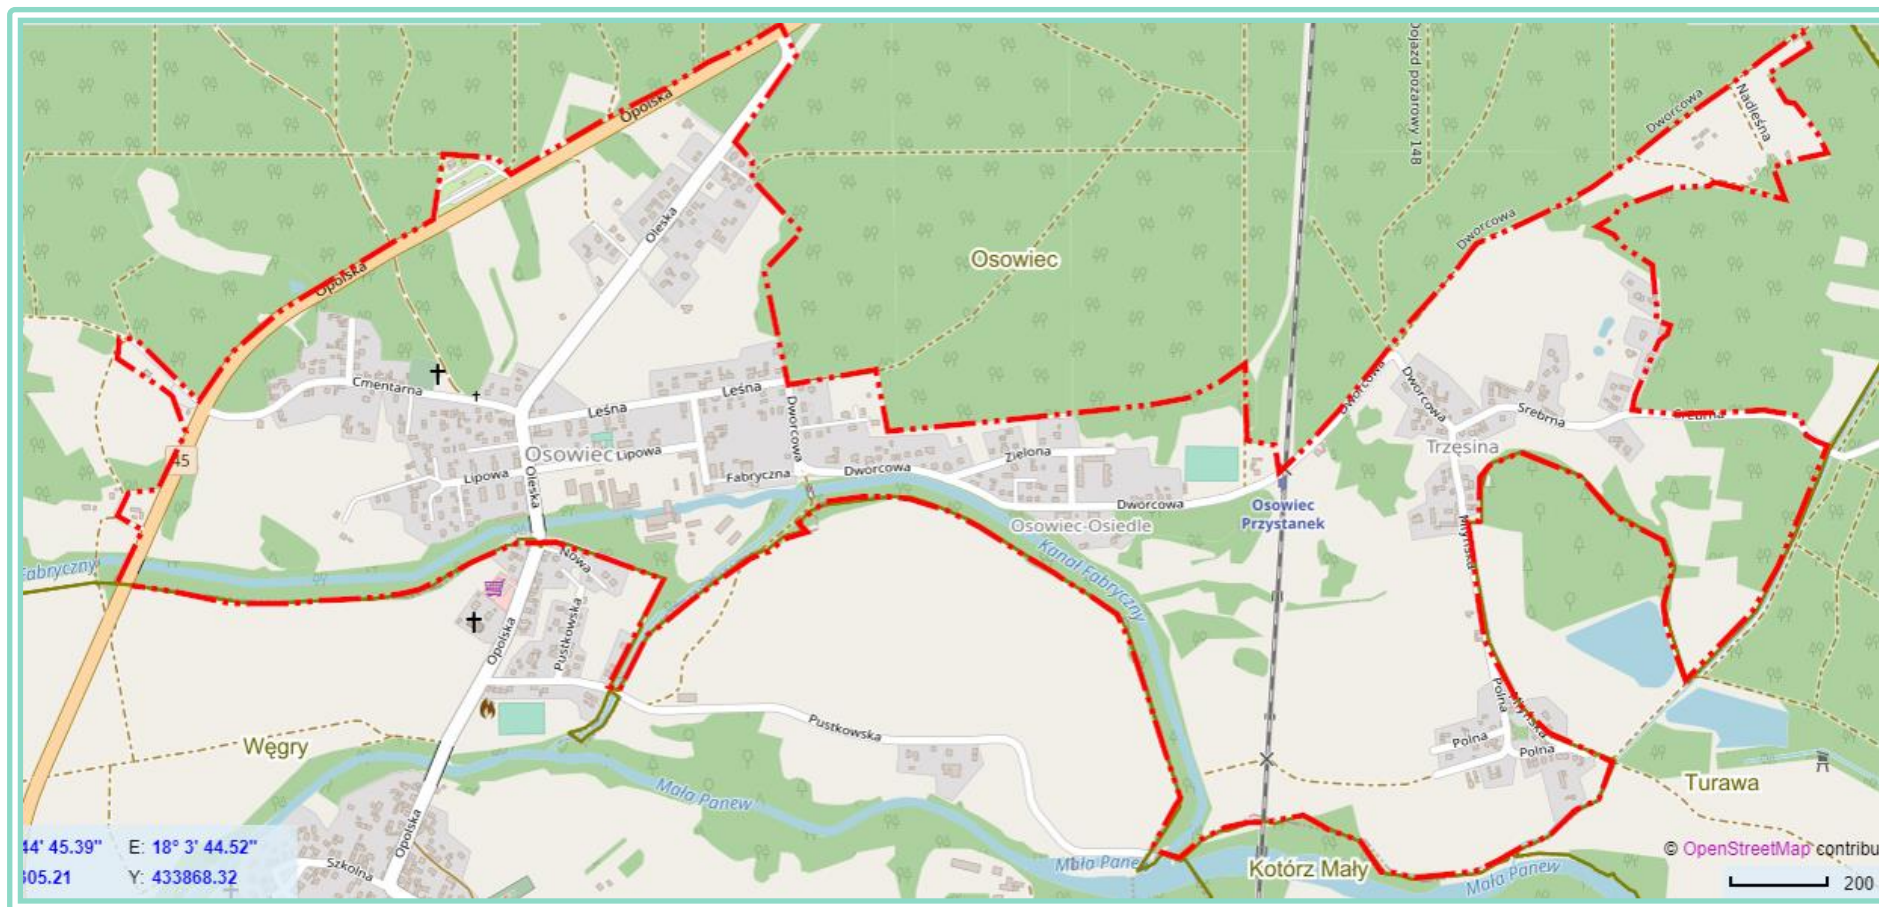 Opolska
Dojazd pożarowy 148
Dworcowa
Nadleśna
Oleska
Dworcowa
Osowiec
Opolska
Cmentarna
Leśna
Leśna
Dworcowa
Dworcowa
Dworcowa
Srebrna
Srebrna
Trzęsina
45
Osowiec
Lipowa
Lipowa
Oleska
Fabryczna
Dworcowa
Zielona
Dworcowa
Osowiec-Osiedle
Osowiec
Przystanek
Młyńska
Fabryczny
Nowa
Kanał Fabryczny
Opolska
Pustkowska
Polna
Młyńska
Polna
Polna
Pustkowska
Węgry
Mała Panew
Turawa
Opolska
Szkolna
44' 45.39" E: 18° 3' 44.52"
05.21 Y: 433868.32
Mała Pane
Kotórz Mały
Mała Panew
© OpenStreetMap contribu
200